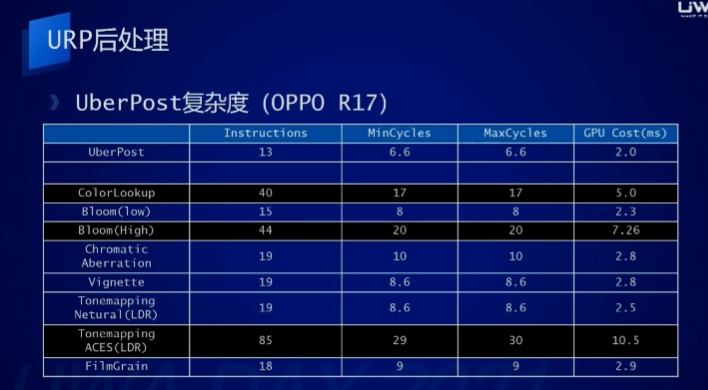 UW
URP后处理
UberPost复杂度（OPPO R17）
Instructions MinCycles MaxCycles GPU Cost(ms)
UberPost 13 6.6 6.6 2.0
ColorLookup 40 17 17 5.0
Bloom(low) 15 8 8 2.3
Bloom(High) 44 20 20 7.26
Chromatic
Aberration 19 10 10 2.8
Vignette 19 8.6 8.6 2.8
Tonemapping
Netural(LDR) 19 8.6 8.6 2.5
Tonemapping
ACES(LDR) 85 29 30 10.5
FilmGrain 18 9 9 2.9